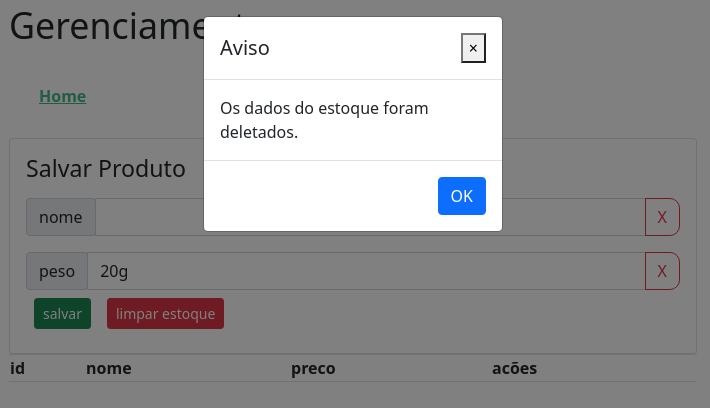 Gerenciame
Aviso
×
Home
Os dados do estoque foram
deletados.
Salvar Produto
OK
nome
X
peso 20g
X
salvar limpar estoque
id nome preco acões